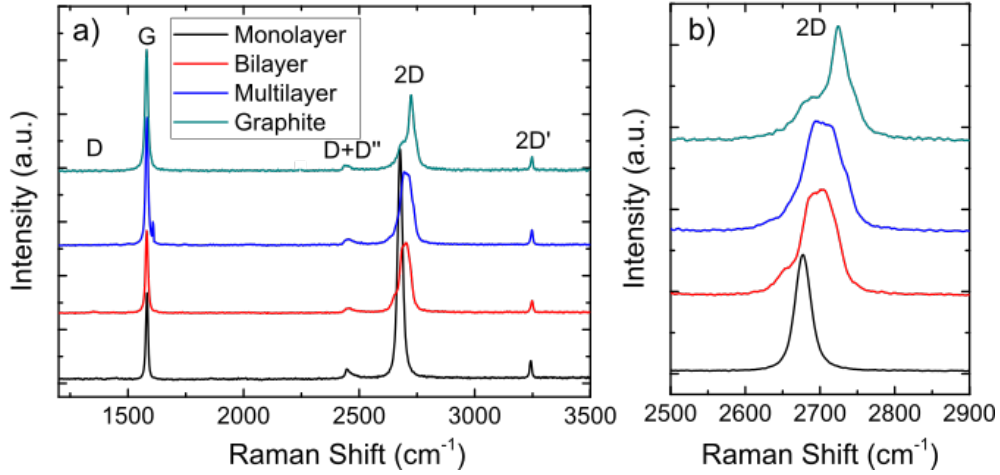 a)
G
Monolayer
Bilayer
Multilayer
Graphite
2D
D
D+D"
2D'
Intensity (a.u.)
1500 2000 2500 3000 3500
Raman Shift (cm⁻¹)
b)
2D
Intensity (a.u.)
2500 2600 2700 2800 2900
Raman Shift (cm⁻¹)